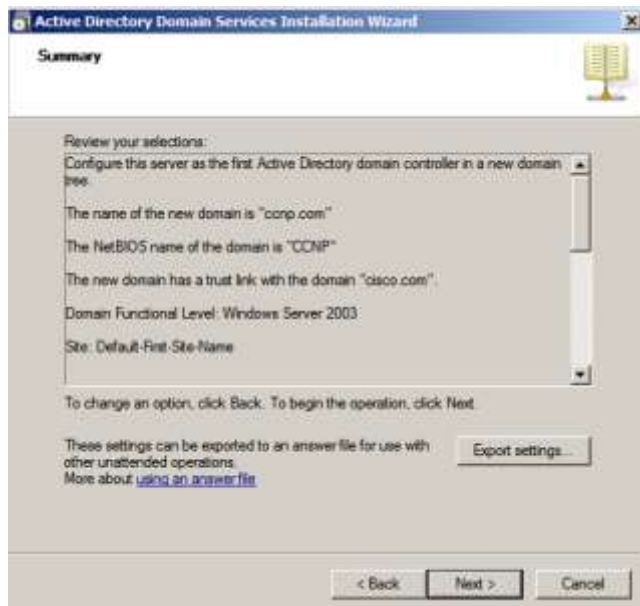 Active Directory Domain Services Installation Wizard
Summary
Review your selections:
Configure this server as the first Active Directory domain controller in a new domain
tree.
The name of the new domain is "ccnp.com"
The NetBIOS name of the domain is "CCNP"
The new domain has a trust link with the domain "cisco.com".
Domain Functional Level: Windows Server 2003
Site: Default-First-Site-Name
To change an option, click Back. To begin the operation, click Next.
These settings can be exported to an answer file for use with
other unattended operations.
More about using an answer file
Export settings...
< Back
Next >
Cancel